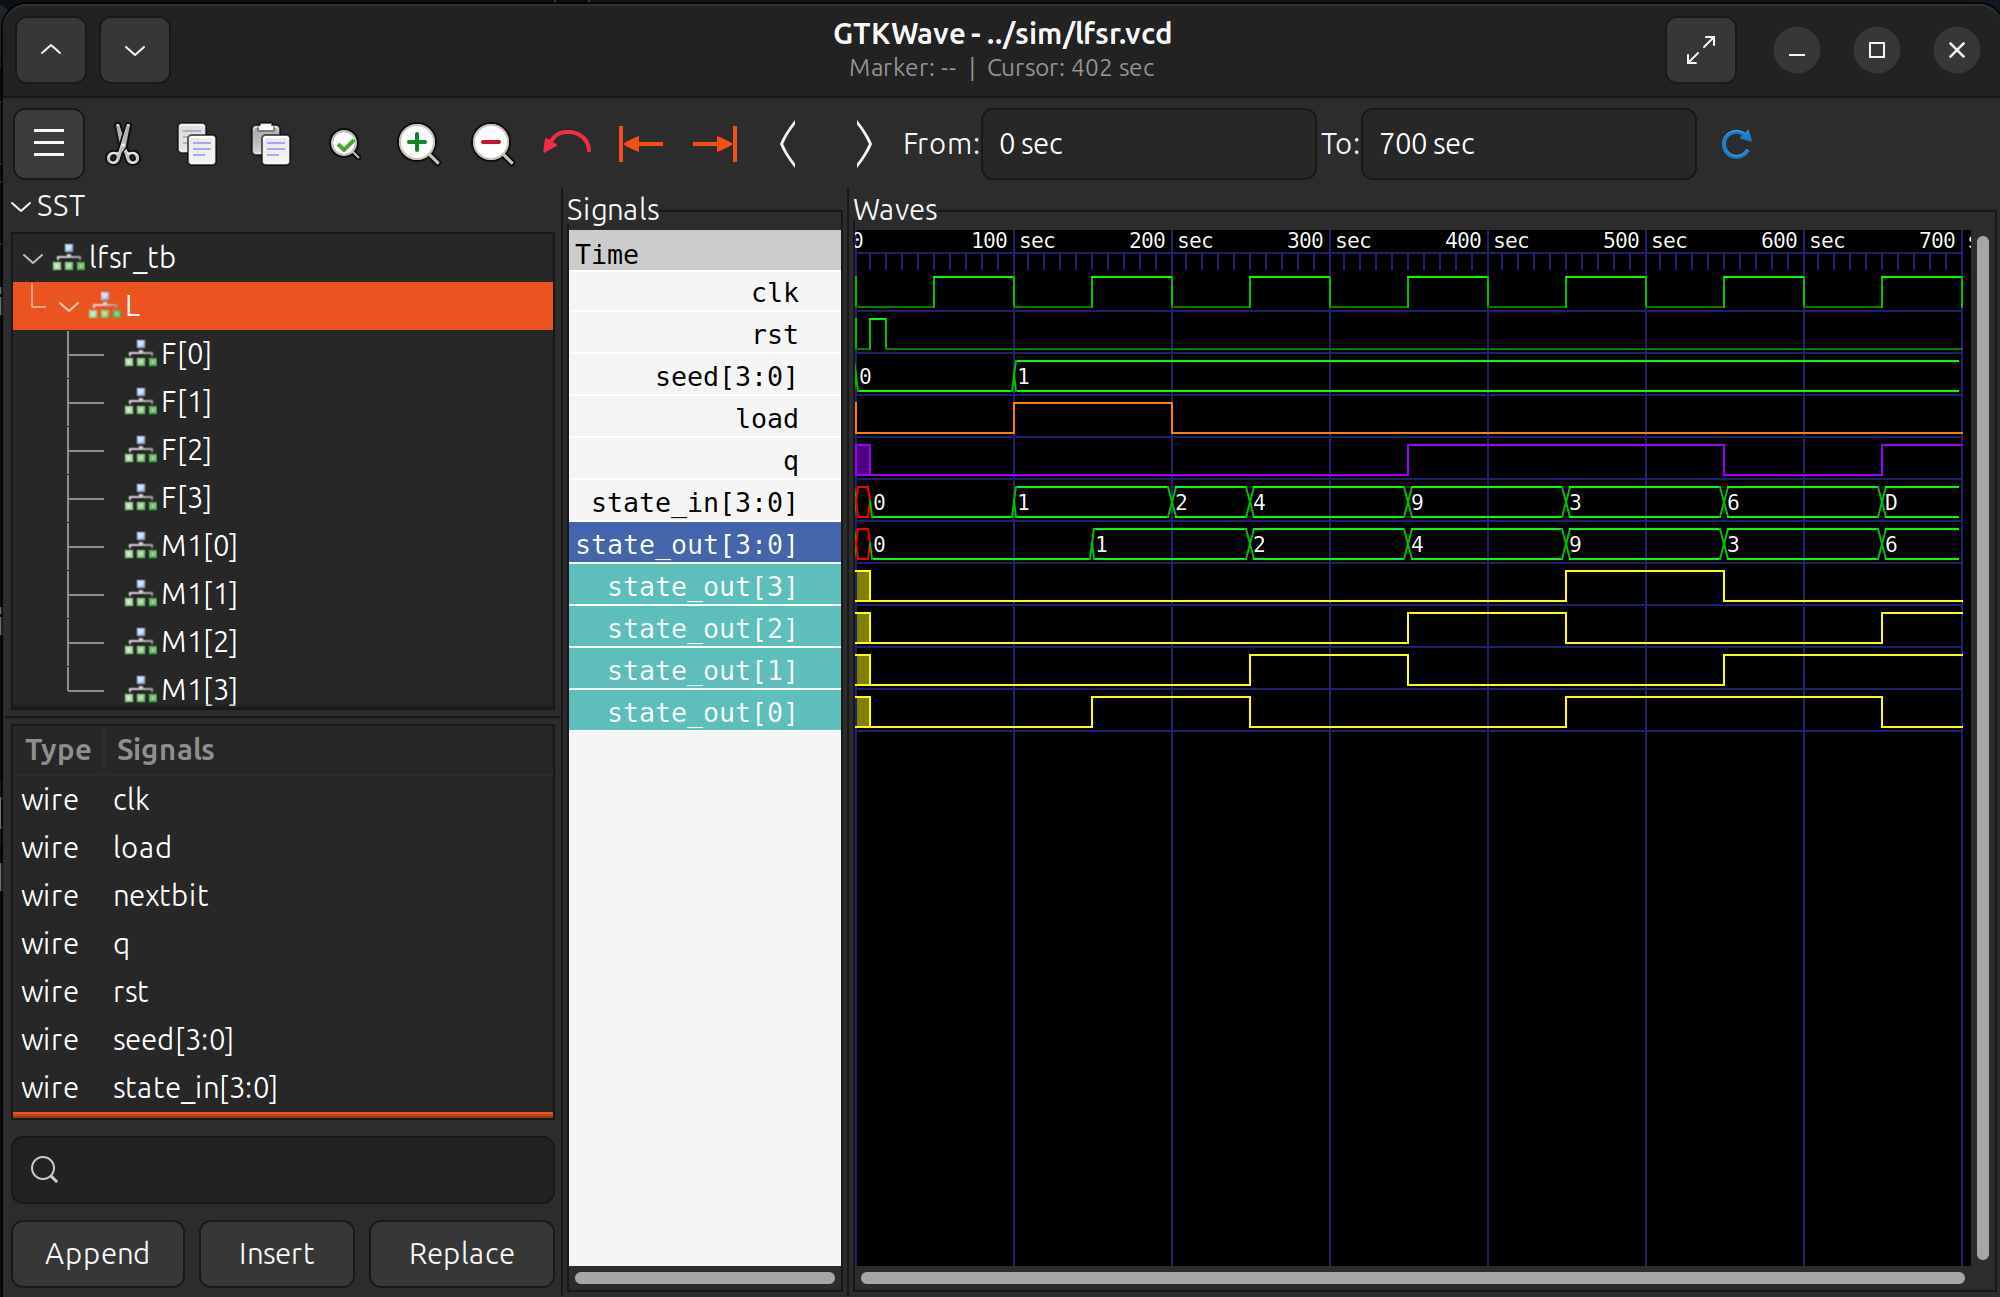 GTKWave - ../sim/lfsr.vcd
Marker: -- | Cursor: 402 sec
From: 0 sec To: 700 sec
SST
lfsr_tb
L
F[0]
F[1]
F[2]
F[3]
M1[0]
M1[1]
M1[2]
M1[3]
Type Signals
wire clk
wire load
wire nextbit
wire q
wire rst
wire seed[3:0]
wire state_in[3:0]
Append Insert Replace
Signals
Time
clk
rst
seed[3:0]
load
q
state_in[3:0]
state_out[3:0]
state_out[3]
state_out[2]
state_out[1]
state_out[0]
Waves
0 100 sec 200 sec 300 sec 400 sec 500 sec 600 sec 700 s
0 1
0 1 2 4 9 3 6 D
0 1 2 4 9 3 6